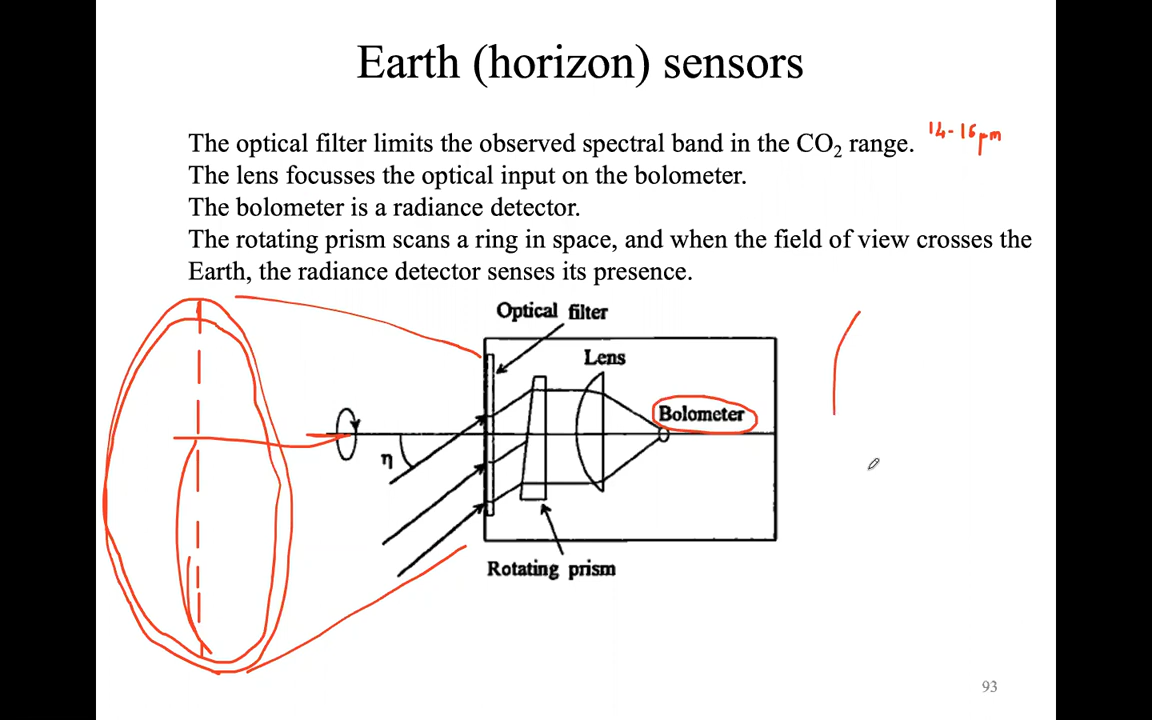 Earth (horizon) sensors
The optical filter limits the observed spectral band in the CO₂ range. 14-16 μm
The lens focusses the optical input on the bolometer.
The bolometer is a radiance detector.
The rotating prism scans a ring in space, and when the field of view crosses the
Earth, the radiance detector senses its presence.
Optical filter
Lens
Bolometer
η
Rotating prism
93